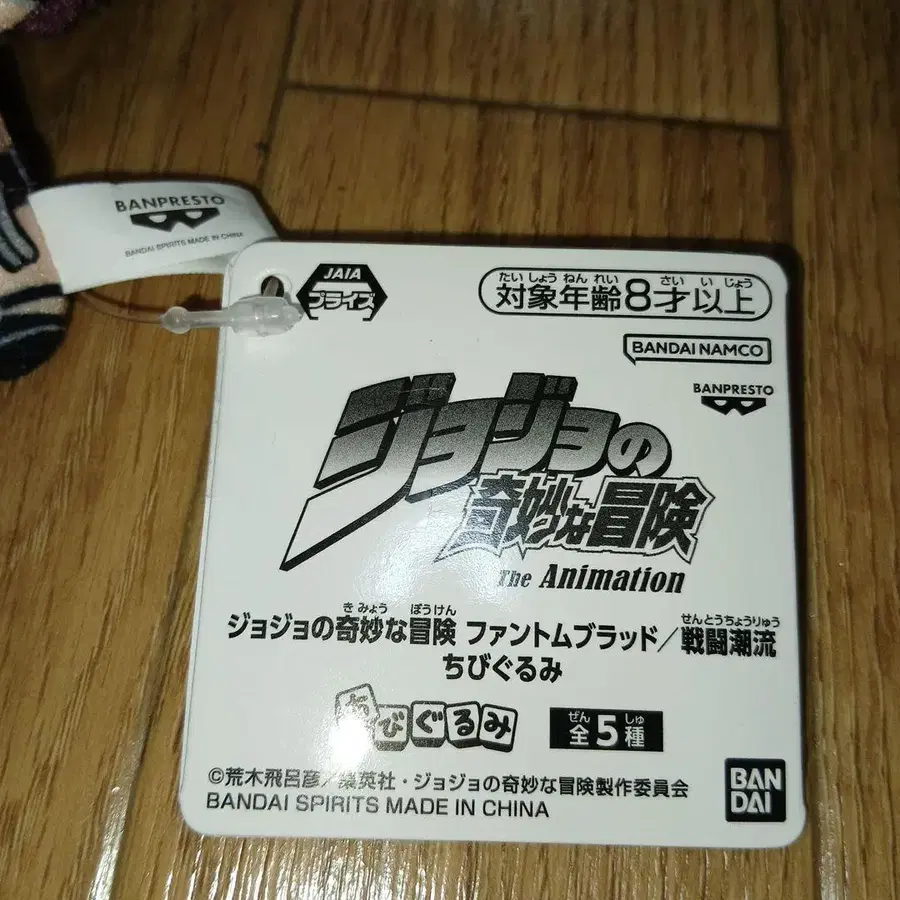 BANPRESTO
BANDAI SPIRITS MADE IN CHINA
JAIA
プライズ
たいしょうねんれい さいいじょう
対象年齢8才以上
BANDAI NAMCO
BANPRESTO
ジョジョの
奇妙な冒険
The Animation
きみょう ぼうけん せんとうちょうりゅう
ジョジョの奇妙な冒険 ファントムブラッド/戦闘潮流
ちびぐるみ
ちびぐるみ
ぜん しゅ
全5種
©荒木飛呂彦/集英社・ジョジョの奇妙な冒険製作委員会
BANDAI SPIRITS MADE IN CHINA
BAN
DAI